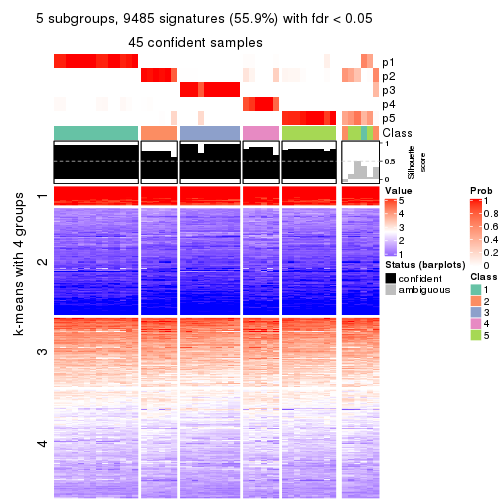 5 subgroups, 9485 signatures (55.9%) with fdr < 0.05
45 confident samples
p1
p2
p3
p4
p5
Class
1
0.5
0
Silhouette
score
k-means with 4 groups
1
2
3
4
Value
5
4
3
2
1
Status (barplots)
confident
ambiguous
Prob
1
0.8
0.6
0.4
0.2
0
Class
1
2
3
4
5